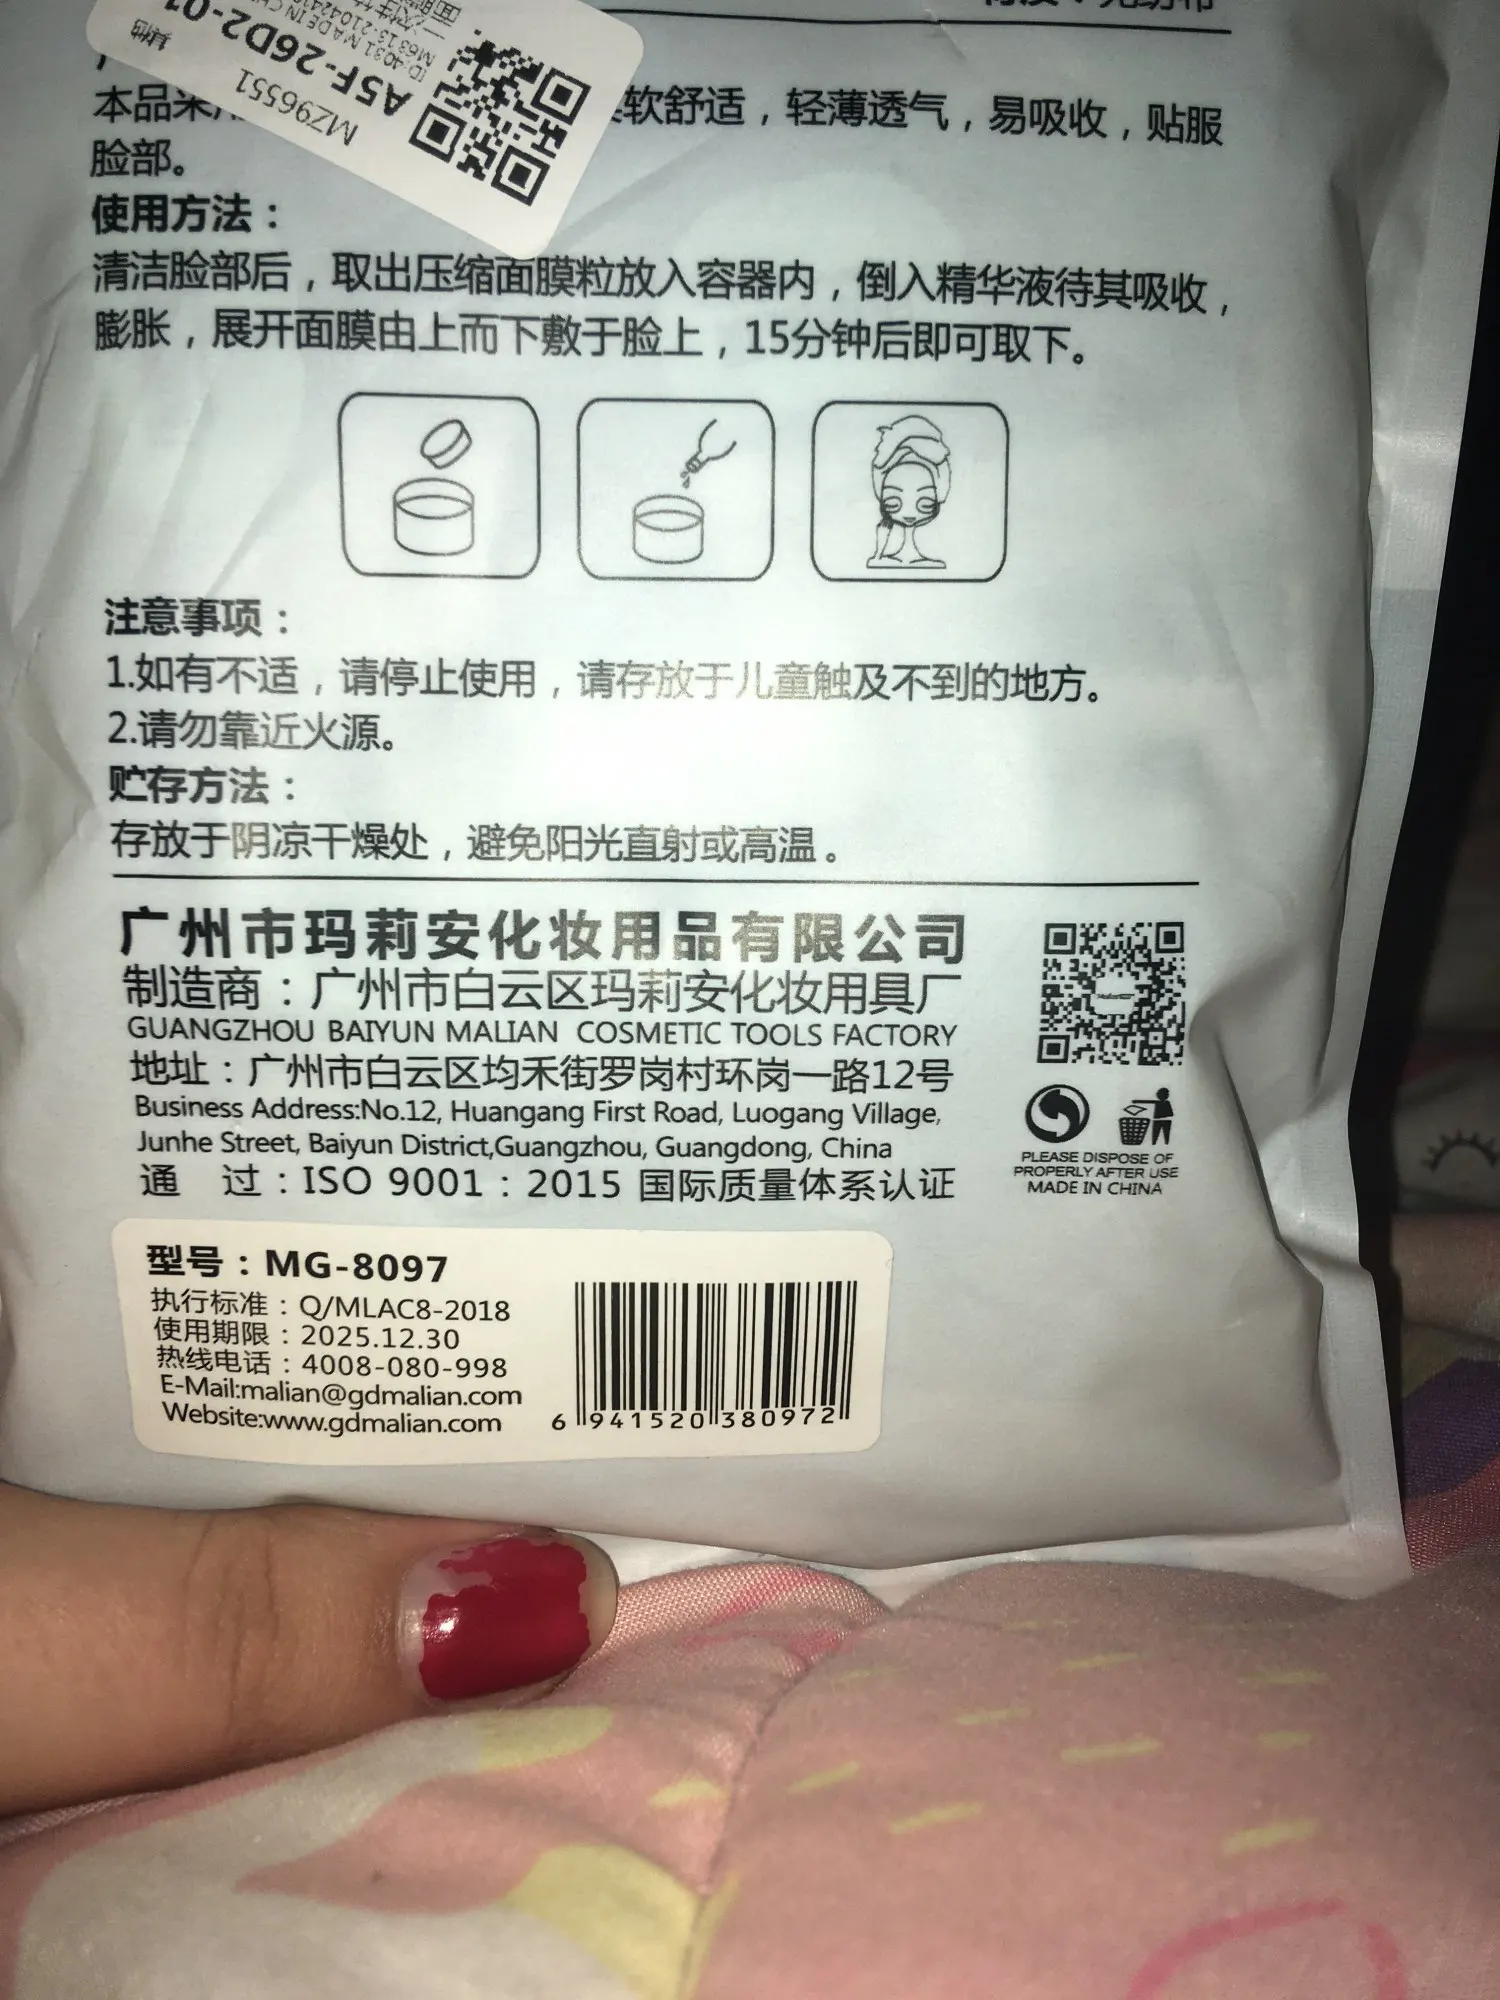 MZ96551
A5F-26D2-01
ID:4031 MADE IN
其他
本品采
软舒适，轻薄透气，易吸收，贴服
脸部。
使用方法：
清洁脸部后，取出压缩面膜粒放入容器内，倒入精华液待其吸收，
膨胀，展开面膜由上而下敷于脸上，15分钟后即可取下。
注意事项：
1.如有不适，请停止使用，请存放于儿童触及不到的地方。
2.请勿靠近火源。
贮存方法：
存放于阴凉干燥处，避免阳光直射或高温。
广州市玛莉安化妆用品有限公司
制造商：广州市白云区玛莉安化妆用具厂
GUANGZHOU BAIYUN MALIAN COSMETIC TOOLS FACTORY
地址：广州市白云区均禾街罗岗村环岗一路12号
Business Address:No.12, Huangang First Road, Luogang Village,
Junhe Street, Baiyun District,Guangzhou, Guangdong, China
通 过：ISO 9001：2015 国际质量体系认证
PLEASE DISPOSE OF
PROPERLY AFTER USE
MADE IN CHINA
型号：MG-8097
执行标准：Q/MLAC8-2018
使用期限：2025.12.30
热线电话：4008-080-998
E-Mail:malian@gdmalian.com
Website:www.gdmalian.com
6 941520 380972